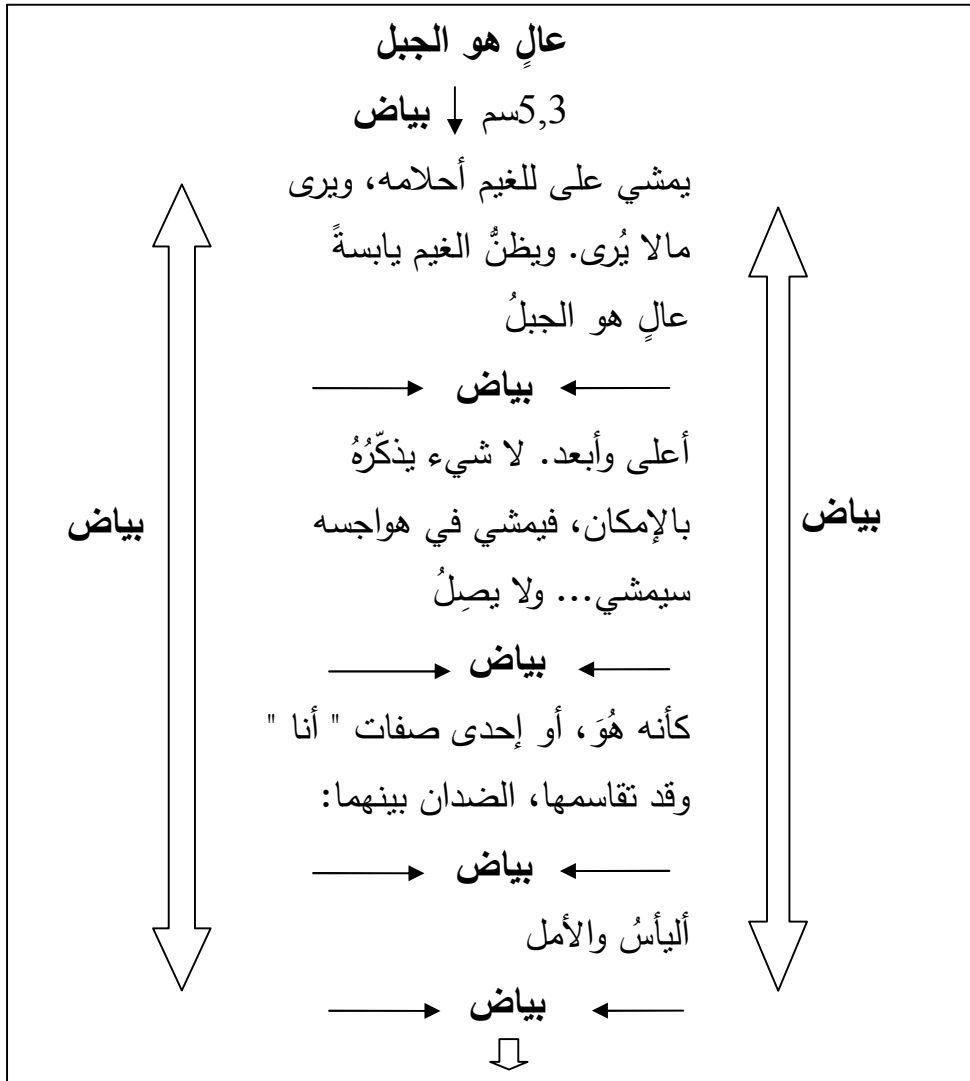 عالٍ هو الجبل
5,3سم بياض
يمشي على للغيم أحلامه، ويرى
مالا يُرى. ويظنُّ الغيم يابسةً
عالٍ هو الجبلُ
بياض
أعلى وأبعد. لا شيء يذكّرُهُ
بالإمكان، فيمشي في هواجسه
سيمشي... ولا يصِلُ
بياض
كأنه هُوَ، أو إحدى صفات " أنا "
وقد تقاسمها، الضدان بينهما:
بياض
أليأسُ والأمل
بياض
بياض
بياض